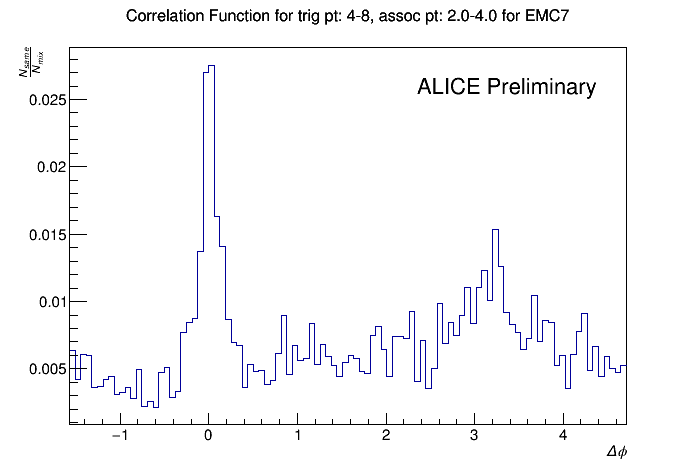 Correlation Function for trig pt: 4-8, assoc pt: 2.0-4.0 for EMC7
N_same
N_mix
ALICE Preliminary
0.025
0.02
0.015
0.01
0.005
−1 0 1 2 3 4
Δϕ